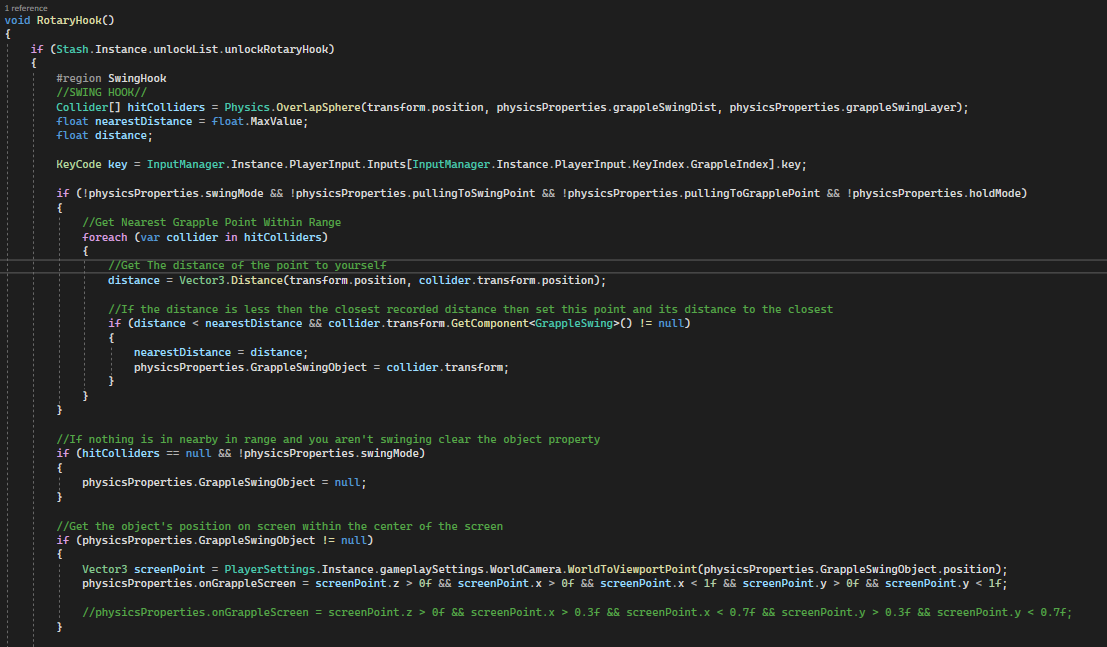 1 reference
void RotaryHook()
{
if (Stash.Instance.unlockList.unlockRotaryHook)
{
#region SwingHook
//SWING HOOK//
Collider[] hitColliders = Physics.OverlapSphere(transform.position, physicsProperties.grappleSwingDist, physicsProperties.grappleSwingLayer);
float nearestDistance = float.MaxValue;
float distance;
KeyCode key = InputManager.Instance.PlayerInput.Inputs[InputManager.Instance.PlayerInput.KeyIndex.GrappleIndex].key;
if (!physicsProperties.swingMode && !physicsProperties.pullingToSwingPoint && !physicsProperties.pullingToGrapplePoint && !physicsProperties.holdMode)
{
//Get Nearest Grapple Point Within Range
foreach (var collider in hitColliders)
{
//Get The distance of the point to yourself
distance = Vector3.Distance(transform.position, collider.transform.position);
//If the distance is less then the closest recorded distance then set this point and its distance to the closest
if (distance < nearestDistance && collider.transform.GetComponent<GrappleSwing>() != null)
{
nearestDistance = distance;
physicsProperties.GrappleSwingObject = collider.transform;
}
}
}
//If nothing is in nearby in range and you aren't swinging clear the object property
if (hitColliders == null && !physicsProperties.swingMode)
{
physicsProperties.GrappleSwingObject = null;
}
//Get the object's position on screen within the center of the screen
if (physicsProperties.GrappleSwingObject != null)
{
Vector3 screenPoint = PlayerSettings.Instance.gameplaySettings.WorldCamera.WorldToViewportPoint(physicsProperties.GrappleSwingObject.position);
physicsProperties.onGrappleScreen = screenPoint.z > 0f && screenPoint.x > 0f && screenPoint.x < 1f && screenPoint.y > 0f && screenPoint.y < 1f;
//physicsProperties.onGrappleScreen = screenPoint.z > 0f && screenPoint.x > 0.3f && screenPoint.x < 0.7f && screenPoint.y > 0.3f && screenPoint.y < 0.7f;
}